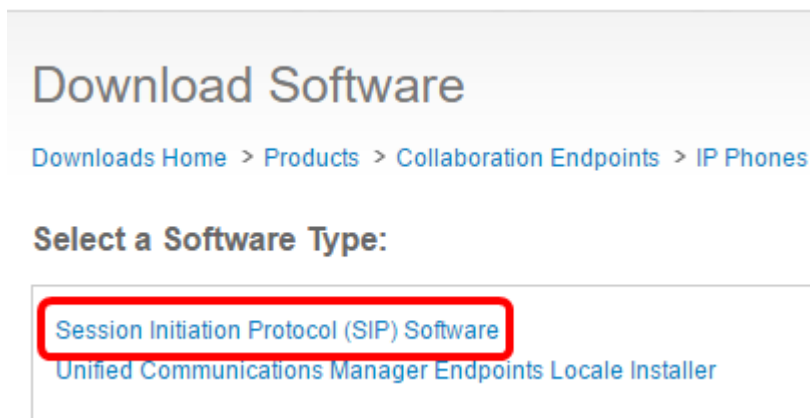 Download Software
Downloads Home > Products > Collaboration Endpoints > IP Phones
Select a Software Type:
Session Initiation Protocol (SIP) Software
Unified Communications Manager Endpoints Locale Installer